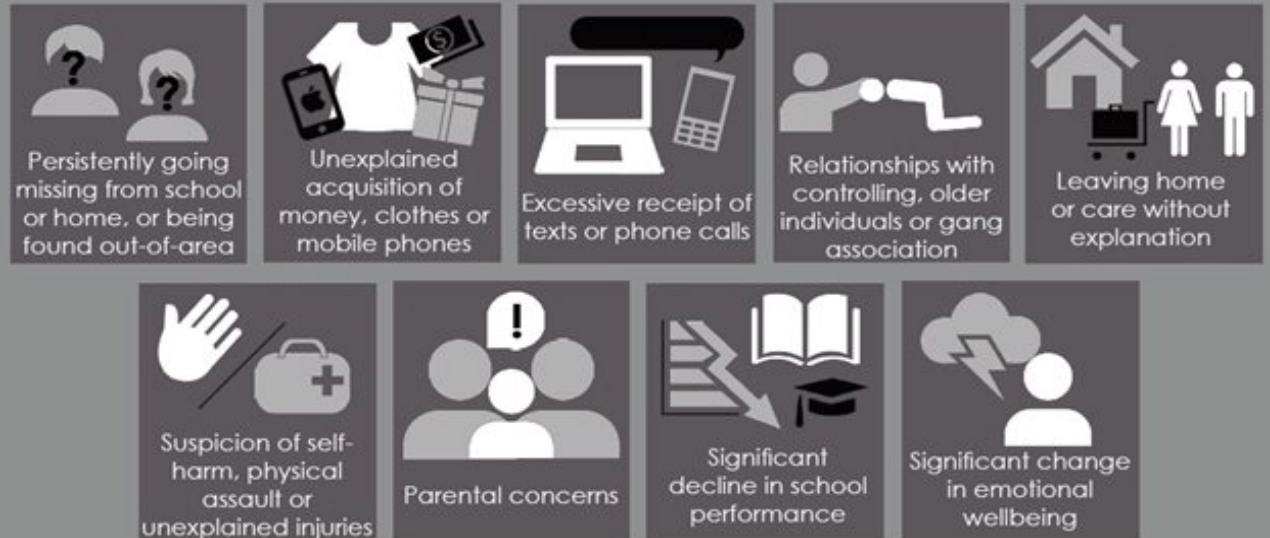 ?
?
Persistently going
missing from school
or home, or being
found out-of-area
$
Unexplained
acquisition of
money, clothes or
mobile phones
Excessive receipt of
texts or phone calls
Relationships with
controlling, older
individuals or gang
association
Leaving home
or care without
explanation
Suspicion of self-
harm, physical
assault or
unexplained injuries
!
Parental concerns
Significant
decline in school
performance
Significant change
in emotional
wellbeing